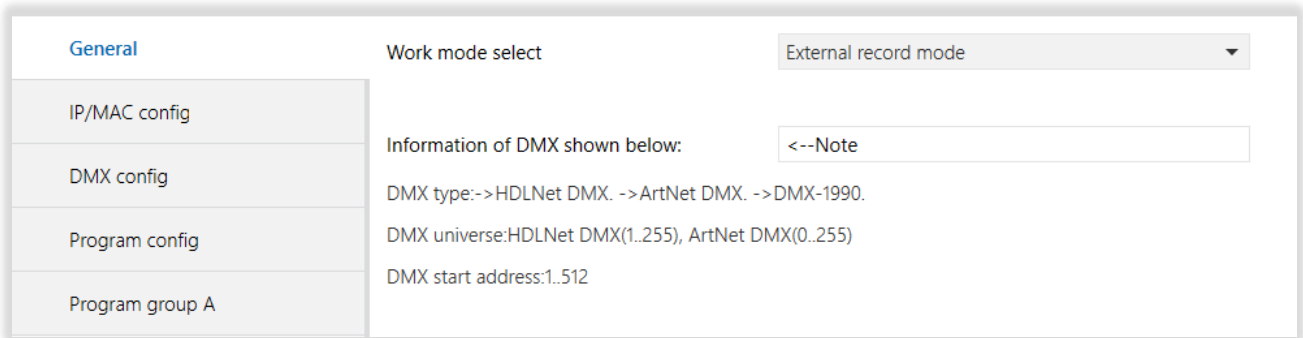 General
IP/MAC config
DMX config
Program config
Program group A
Work mode select
External record mode
Information of DMX shown below:
<--Note
DMX type:->HDLNet DMX. ->ArtNet DMX. ->DMX-1990.
DMX universe:HDLNet DMX(1..255), ArtNet DMX(0..255)
DMX start address:1..512